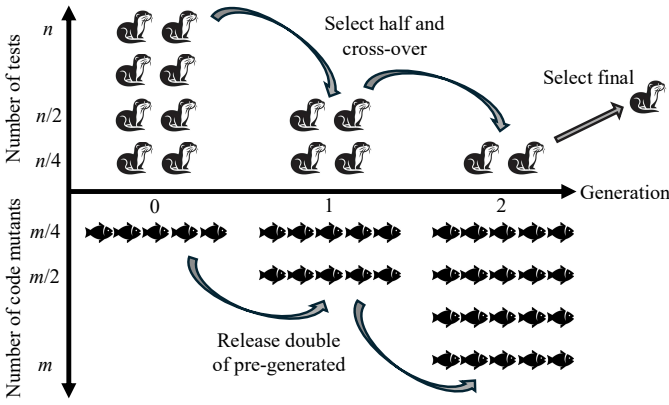 Number of tests
n
n/2
n/4
Select half and
cross-over
Select final
Generation
0
1
2
Number of code mutants
m/4
m/2
m
Release double
of pre-generated